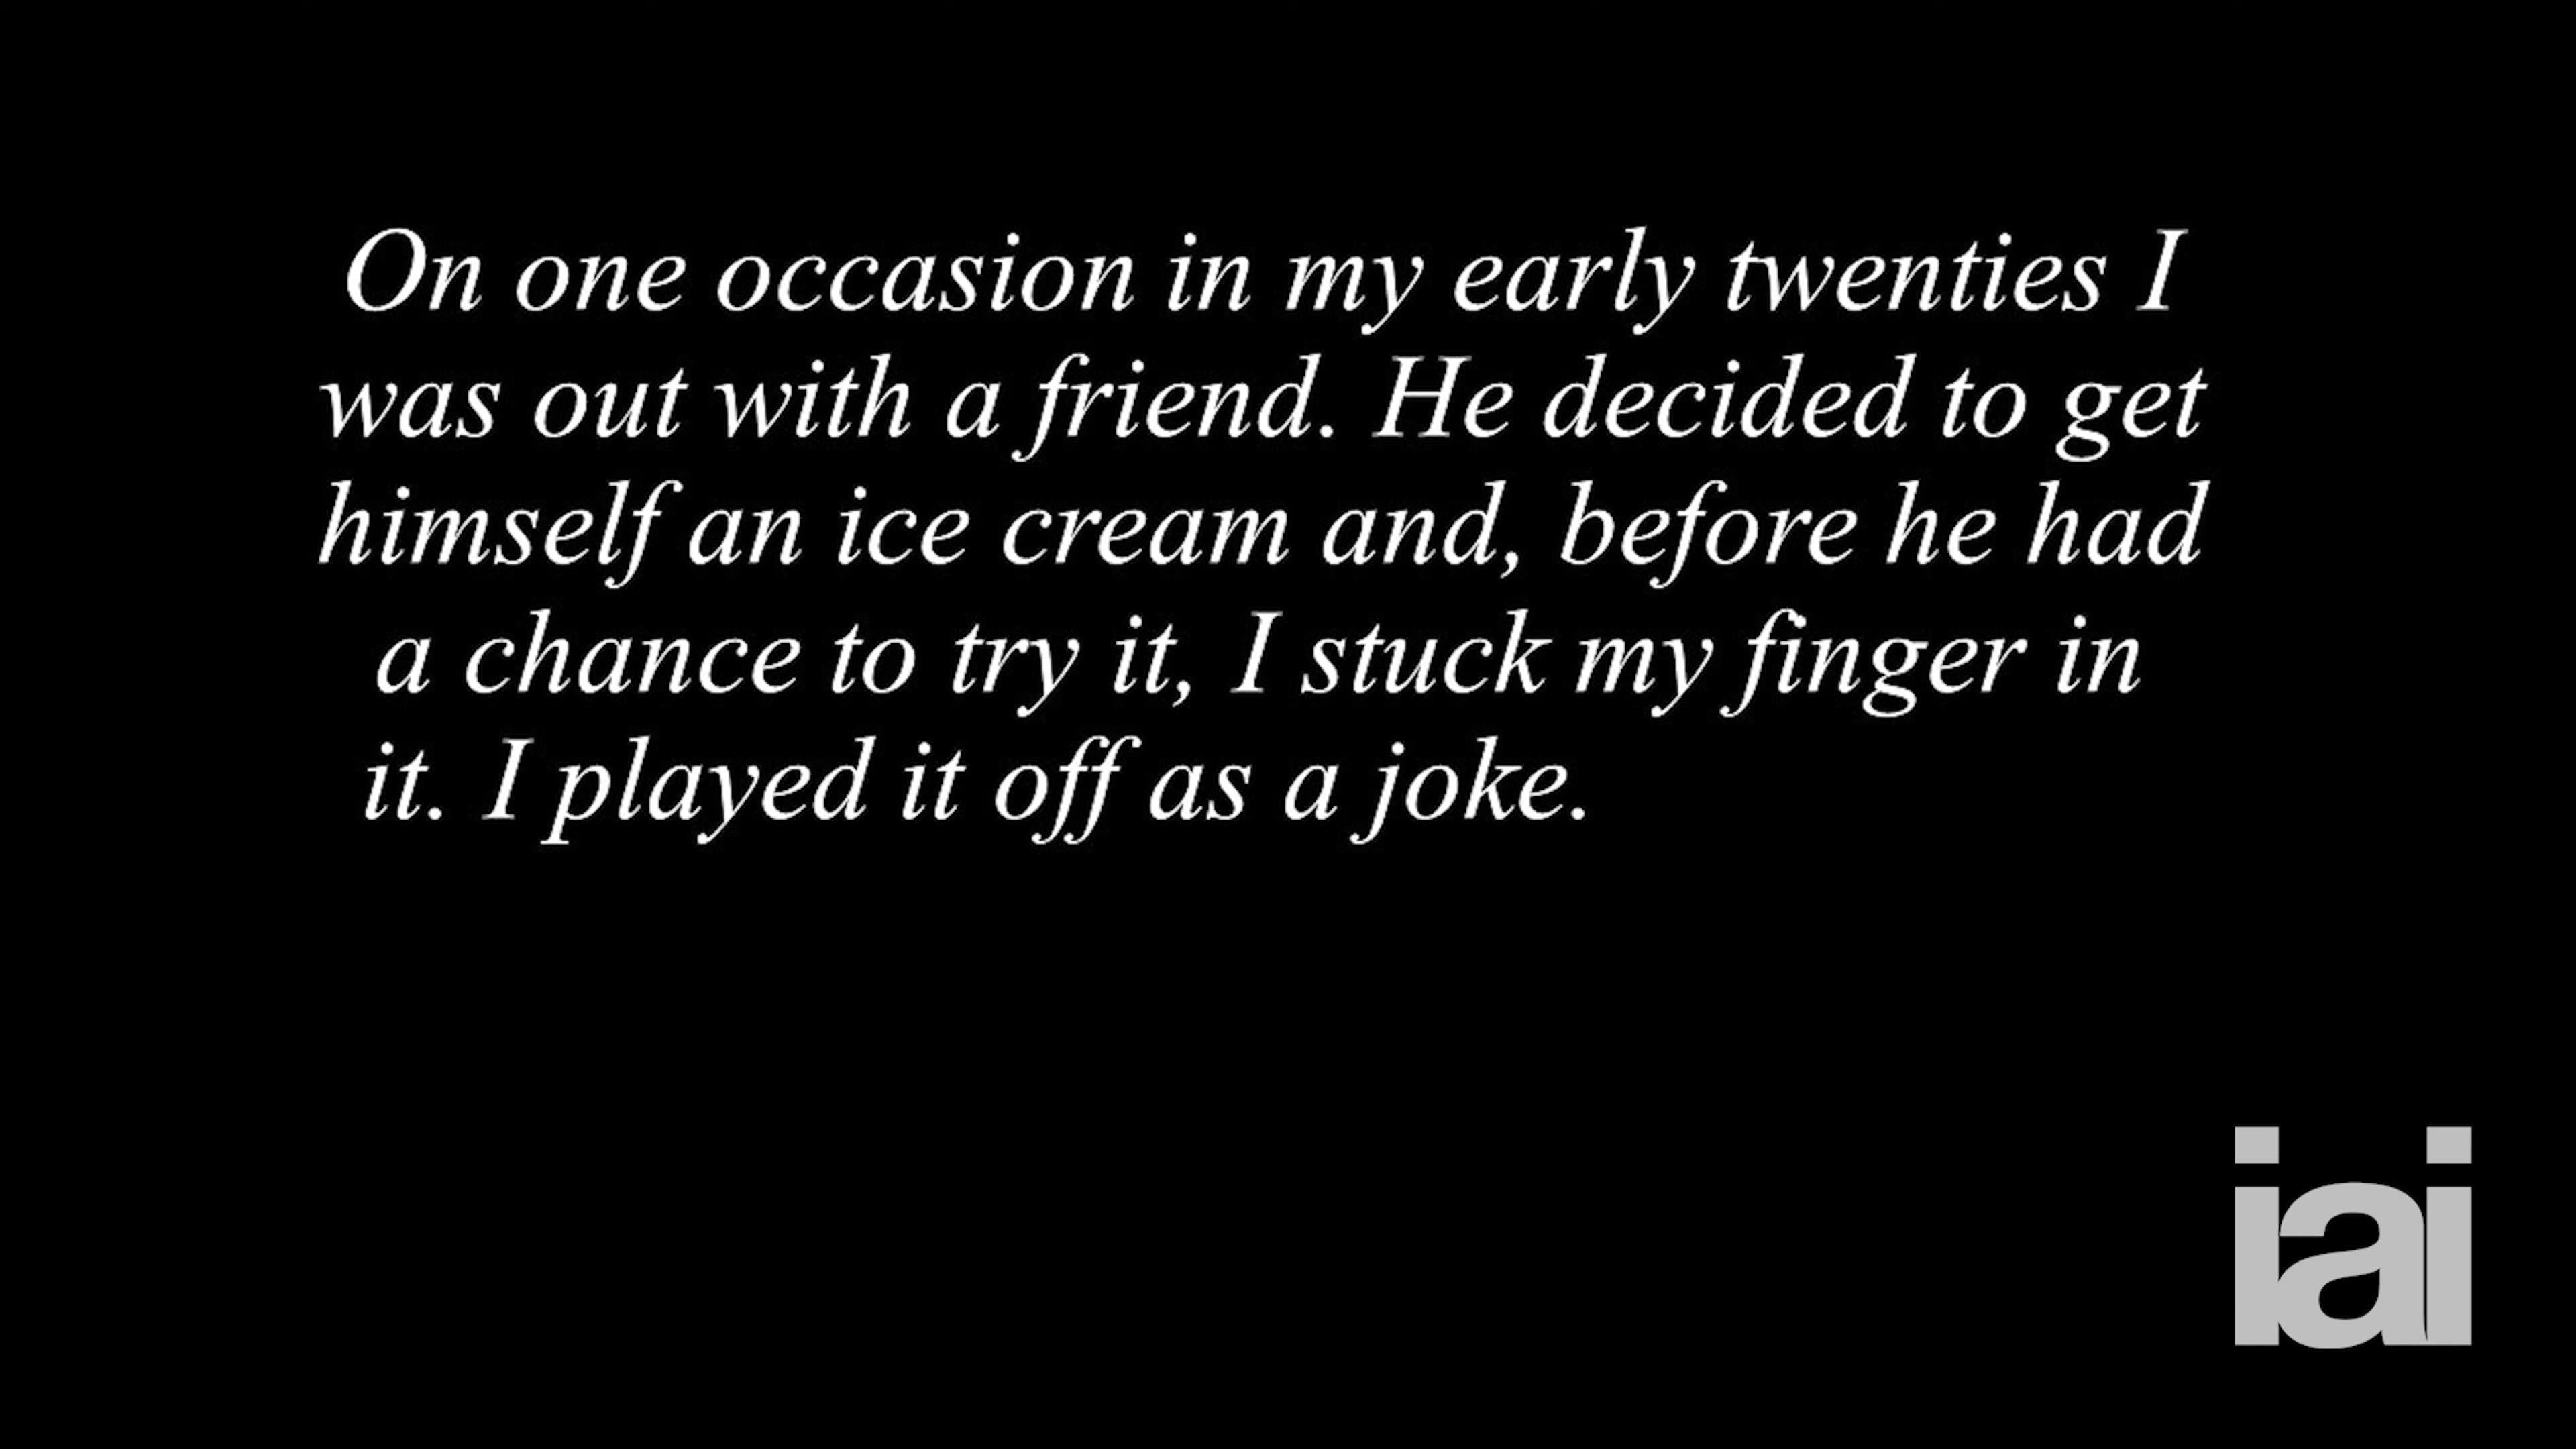 On one occasion in my early twenties I
was out with a friend. He decided to get
himself an ice cream and, before he had
a chance to try it, I stuck my finger in
it. I played it off as a joke.
iai